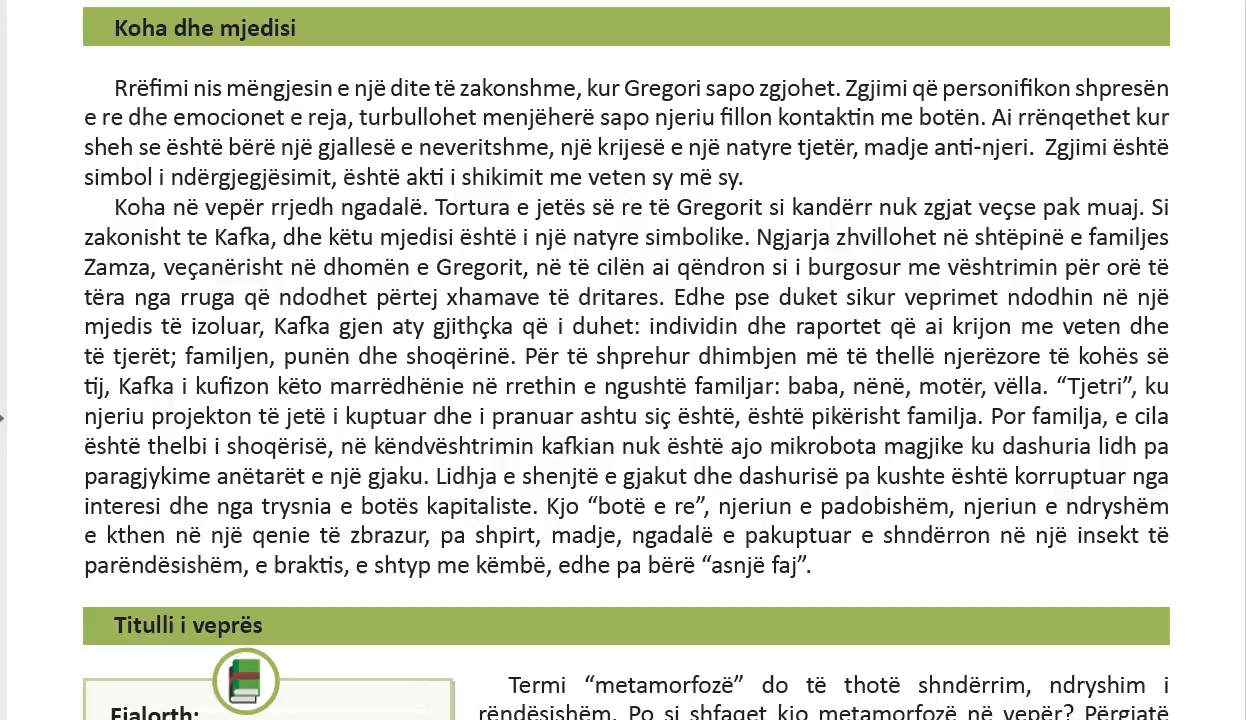 Koha dhe mjedisi
Rrëfimi nis mëngjesin e një dite të zakonshme, kur Gregori sapo zgjohet. Zgjimi që personifikon shpresën
e re dhe emocionet e reja, turbullohet menjëherë sapo njeriu fillon kontaktin me botën. Ai rrënqethet kur
sheh se është bërë një gjallesë e neveritshme, një krijesë e një natyre tjetër, madje anti-njeri.  Zgjimi është
simbol i ndërgjegjësimit, është akti i shikimit me veten sy më sy.
Koha në vepër rrjedh ngadalë. Tortura e jetës së re të Gregorit si kandërr nuk zgjat veçse pak muaj. Si
zakonisht te Kafka, dhe këtu mjedisi është i një natyre simbolike. Ngjarja zhvillohet në shtëpinë e familjes
Zamza, veçanërisht në dhomën e Gregorit, në të cilën ai qëndron si i burgosur me vështrimin për orë të
tëra nga rruga që ndodhet përtej xhamave të dritares. Edhe pse duket sikur veprimet ndodhin në një
mjedis të izoluar, Kafka gjen aty gjithçka që i duhet: individin dhe raportet që ai krijon me veten dhe
të tjerët; familjen, punën dhe shoqërinë. Për të shprehur dhimbjen më të thellë njerëzore të kohës së
tij, Kafka i kufizon këto marrëdhënie në rrethin e ngushtë familjar: baba, nënë, motër, vëlla. “Tjetri”, ku
njeriu projekton të jetë i kuptuar dhe i pranuar ashtu siç është, është pikërisht familja. Por familja, e cila
është thelbi i shoqërisë, në këndvështrimin kafkian nuk është ajo mikrobota magjike ku dashuria lidh pa
paragjykime anëtarët e një gjaku. Lidhja e shenjtë e gjakut dhe dashurisë pa kushte është korruptuar nga
interesi dhe nga trysnia e botës kapitaliste. Kjo “botë e re”, njeriun e padobishëm, njeriun e ndryshëm
e kthen në një qenie të zbrazur, pa shpirt, madje, ngadalë e pakuptuar e shndërron në një insekt të
parëndësishëm, e braktis, e shtyp me këmbë, edhe pa bërë “asnjë faj”.
Titulli i veprës
Termi “metamorfozë” do të thotë shndërrim, ndryshim i
Fjalorth:
rëndësishëm. Po si shfaqet kjo metamorfozë në vepër? Përgjatë